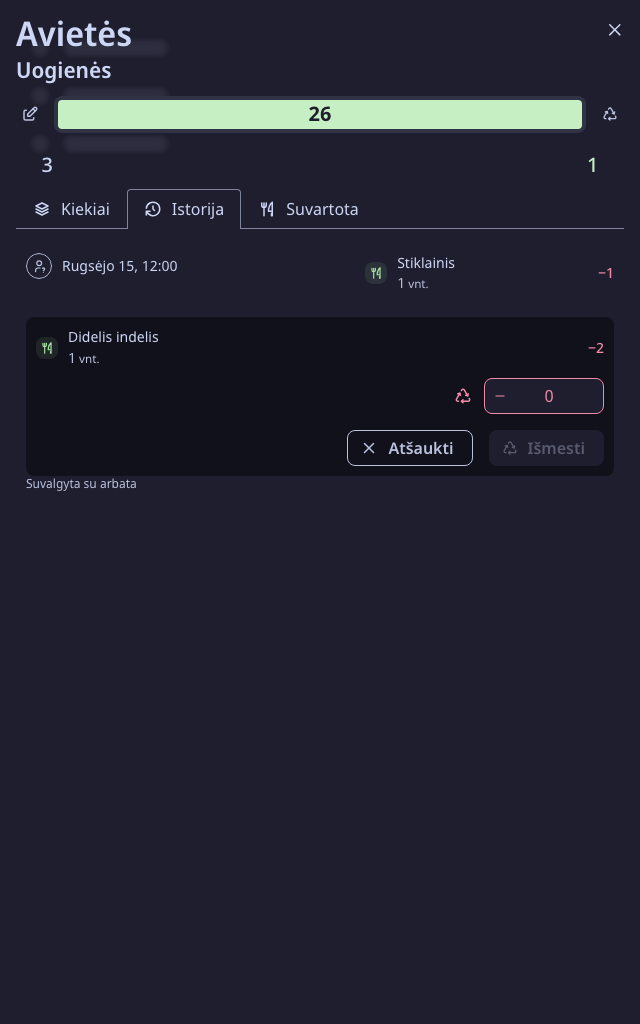 Avietės
Uogienės
26
3
1
Kiekiai
Istorija
Suvartota
Rugsėjo 15, 12:00
Stiklainis
1 vnt.
−1
Didelis indelis
1 vnt.
−2
− 0
Atšaukti
Išmesti
Suvalgyta su arbata